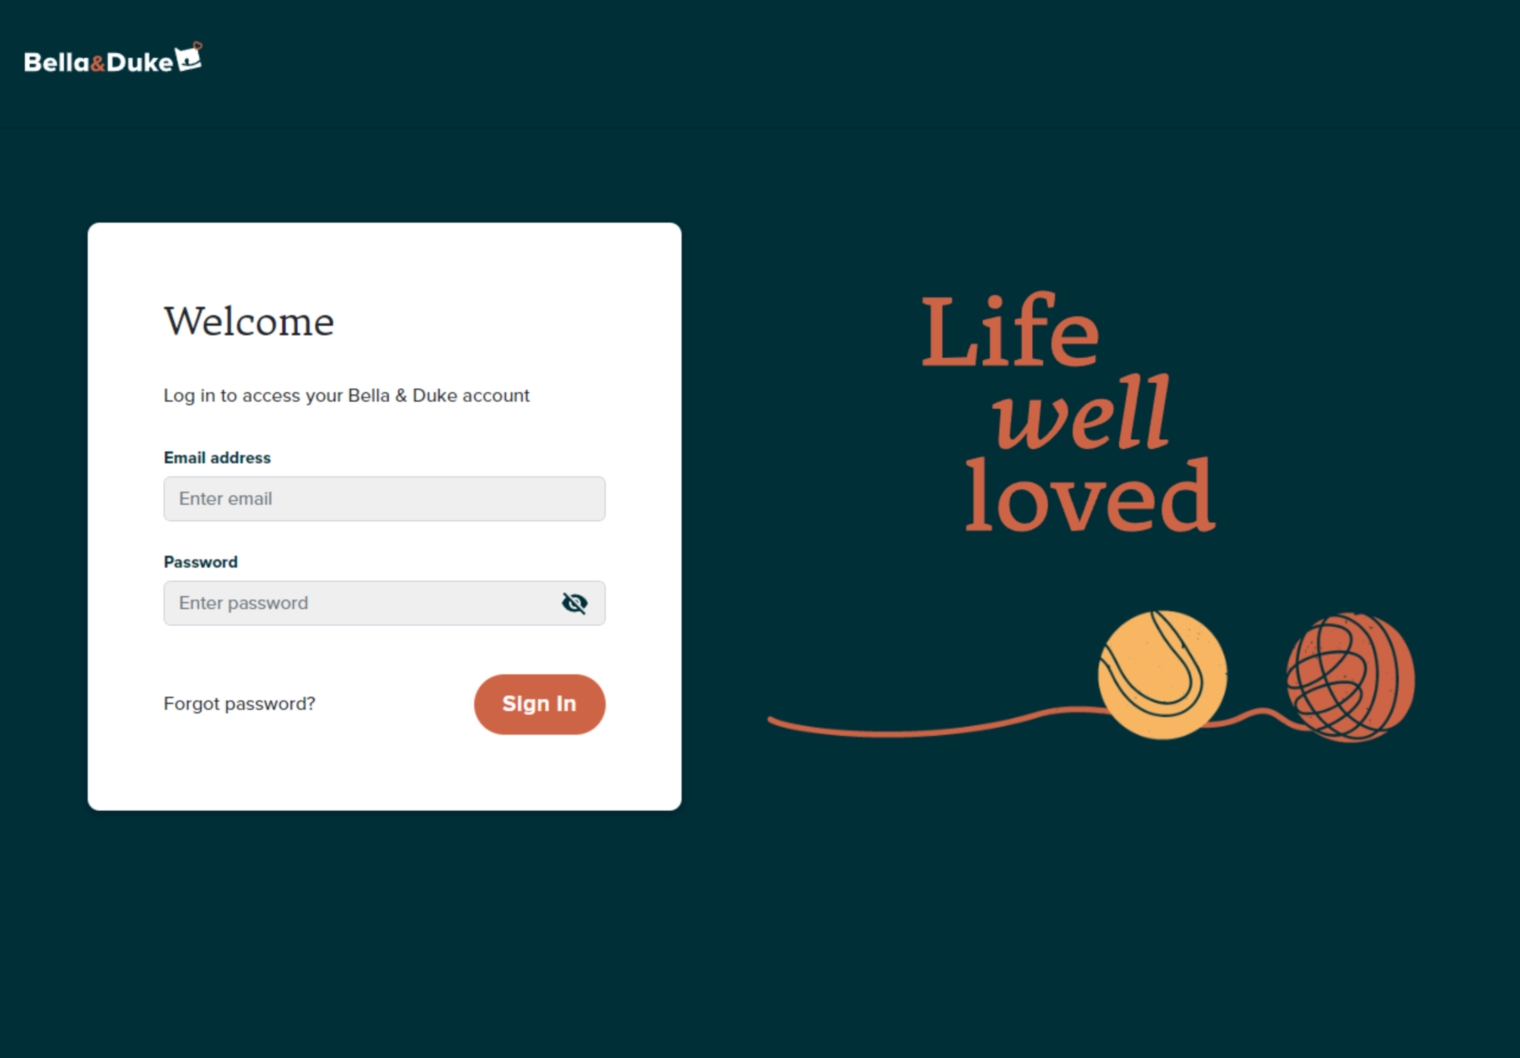 Bella&Duke
Welcome
Log in to access your Bella & Duke account
Email address
Enter email
Password
Enter password
Forgot password?
Sign In
Life
well
loved